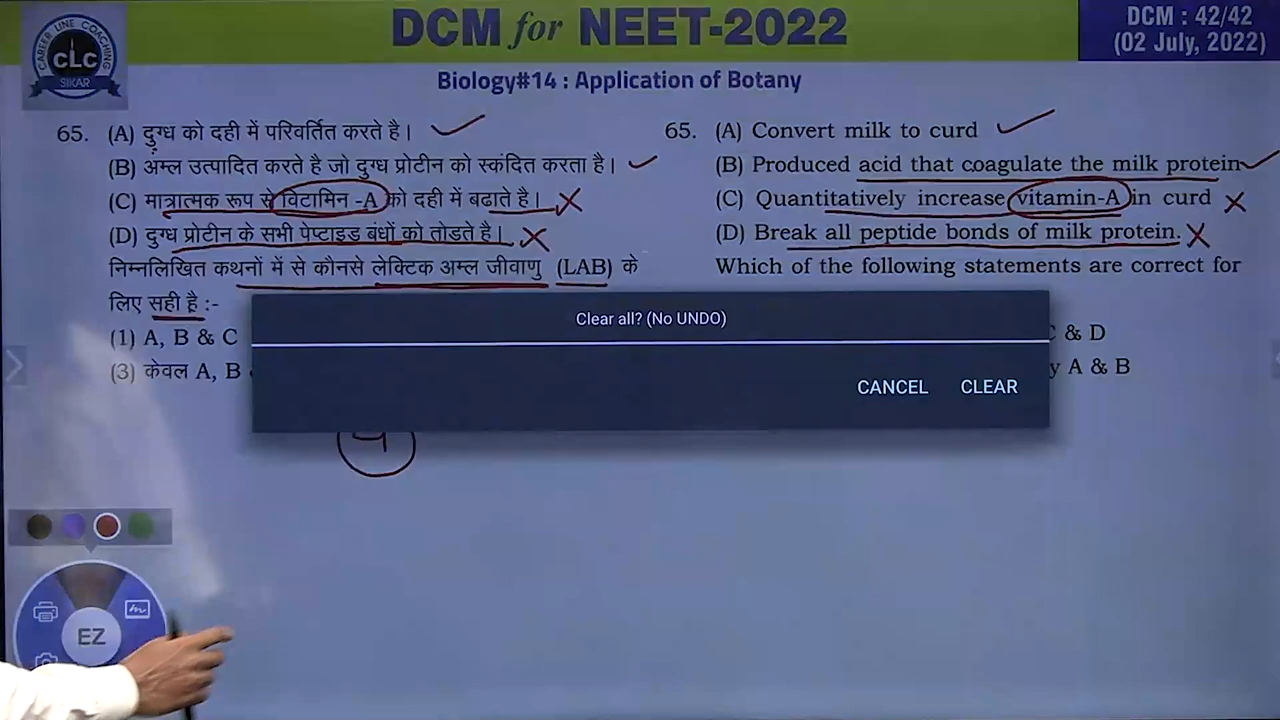 DCM for NEET-2022
DCM : 42/42
(02 July, 2022)
CAREER LINE COACHING
CLC
SIKAR
Biology#14 : Application of Botany
65. (A) दुग्ध को दही में परिवर्तित करते है।
(B) अम्ल उत्पादित करते है जो दुग्ध प्रोटीन को स्कंदित करता है।
(C) मात्रात्मक रूप से विटामिन -A को दही में बढाते है।
(D) दुग्ध प्रोटीन के सभी पेप्टाइड बंधों को तोडते है।
निम्नलिखित कथनों में से कौनसे लेक्टिक अम्ल जीवाणु (LAB) के
लिए सही है :-
(1) A, B & C
(3) केवल A, B
65. (A) Convert milk to curd
(B) Produced acid that coagulate the milk protein
(C) Quantitatively increase vitamin-A in curd
(D) Break all peptide bonds of milk protein.
Which of the following statements are correct for
& D
A & B
Clear all? (No UNDO)
CANCEL CLEAR
EZ